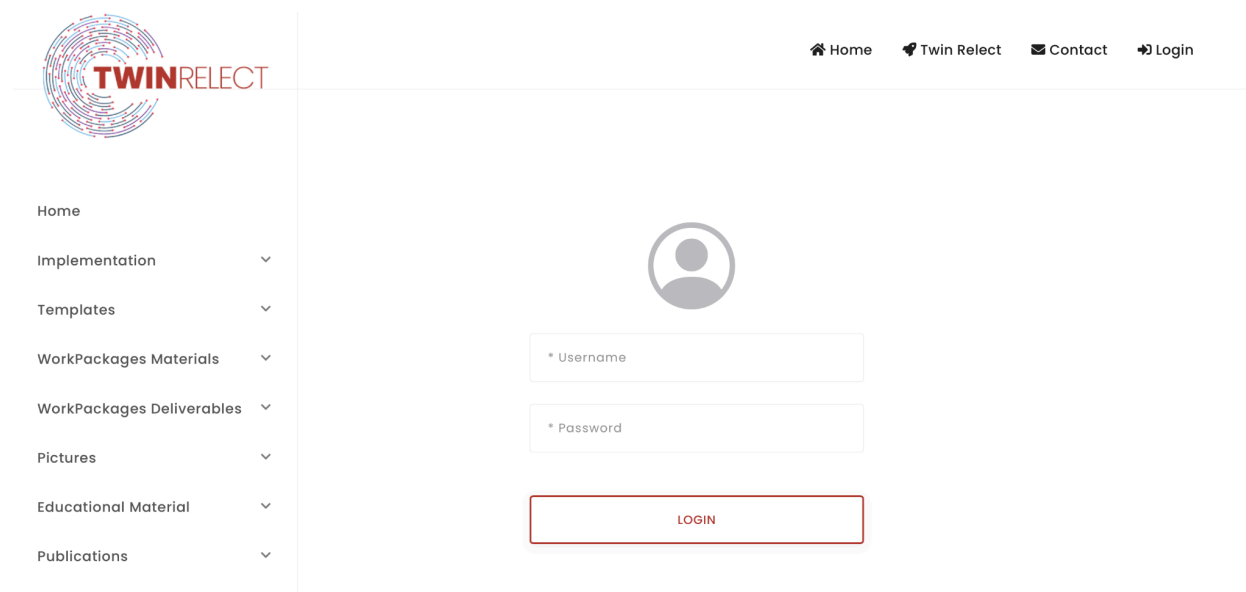 TWINRELECT
Home Twin Relect Contact Login
Home
Implementation
Templates
WorkPackages Materials
WorkPackages Deliverables
Pictures
Educational Material
Publications
* Username
* Password
LOGIN